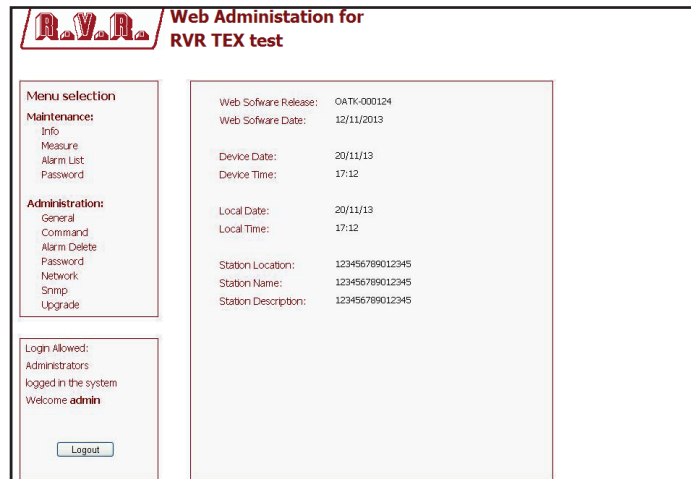 R.V.R.
Web Administation for
RVR TEX test
Menu selection
Maintenance:
Info
Measure
Alarm List
Password
Administration:
General
Command
Alarm Delete
Password
Network
Snmp
Upgrade
Login Allowed:
Administrators
logged in the system
Welcome admin
Logout
Web Sofware Release: OATK-000124
Web Sofware Date: 12/11/2013
Device Date: 20/11/13
Device Time: 17:12
Local Date: 20/11/13
Local Time: 17:12
Station Location: 123456789012345
Station Name: 123456789012345
Station Description: 123456789012345